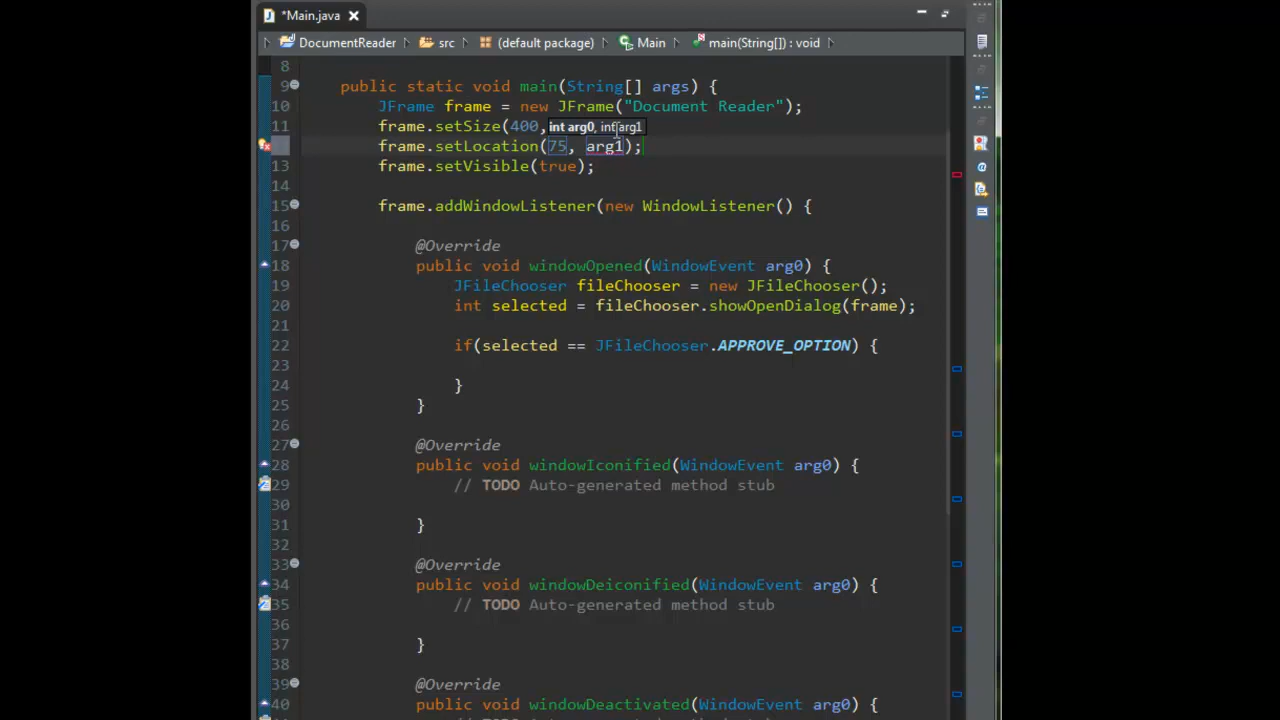 *Main.java
DocumentReader src (default package) Main main(String[]) : void
8
9 public static void main(String[] args) {
10 JFrame frame = new JFrame("Document Reader");
11 frame.setSize(400, int arg0, int arg1
frame.setLocation(75, arg1);
13 frame.setVisible(true);
14
15 frame.addWindowListener(new WindowListener() {
16
17 @Override
18 public void windowOpened(WindowEvent arg0) {
19 JFileChooser fileChooser = new JFileChooser();
20 int selected = fileChooser.showOpenDialog(frame);
21
22 if(selected == JFileChooser.APPROVE_OPTION) {
23
24 }
25 }
26
27 @Override
28 public void windowIconified(WindowEvent arg0) {
29 // TODO Auto-generated method stub
30
31 }
32
33 @Override
34 public void windowDeiconified(WindowEvent arg0) {
35 // TODO Auto-generated method stub
36
37 }
38
39 @Override
40 public void windowDeactivated(WindowEvent arg0) {